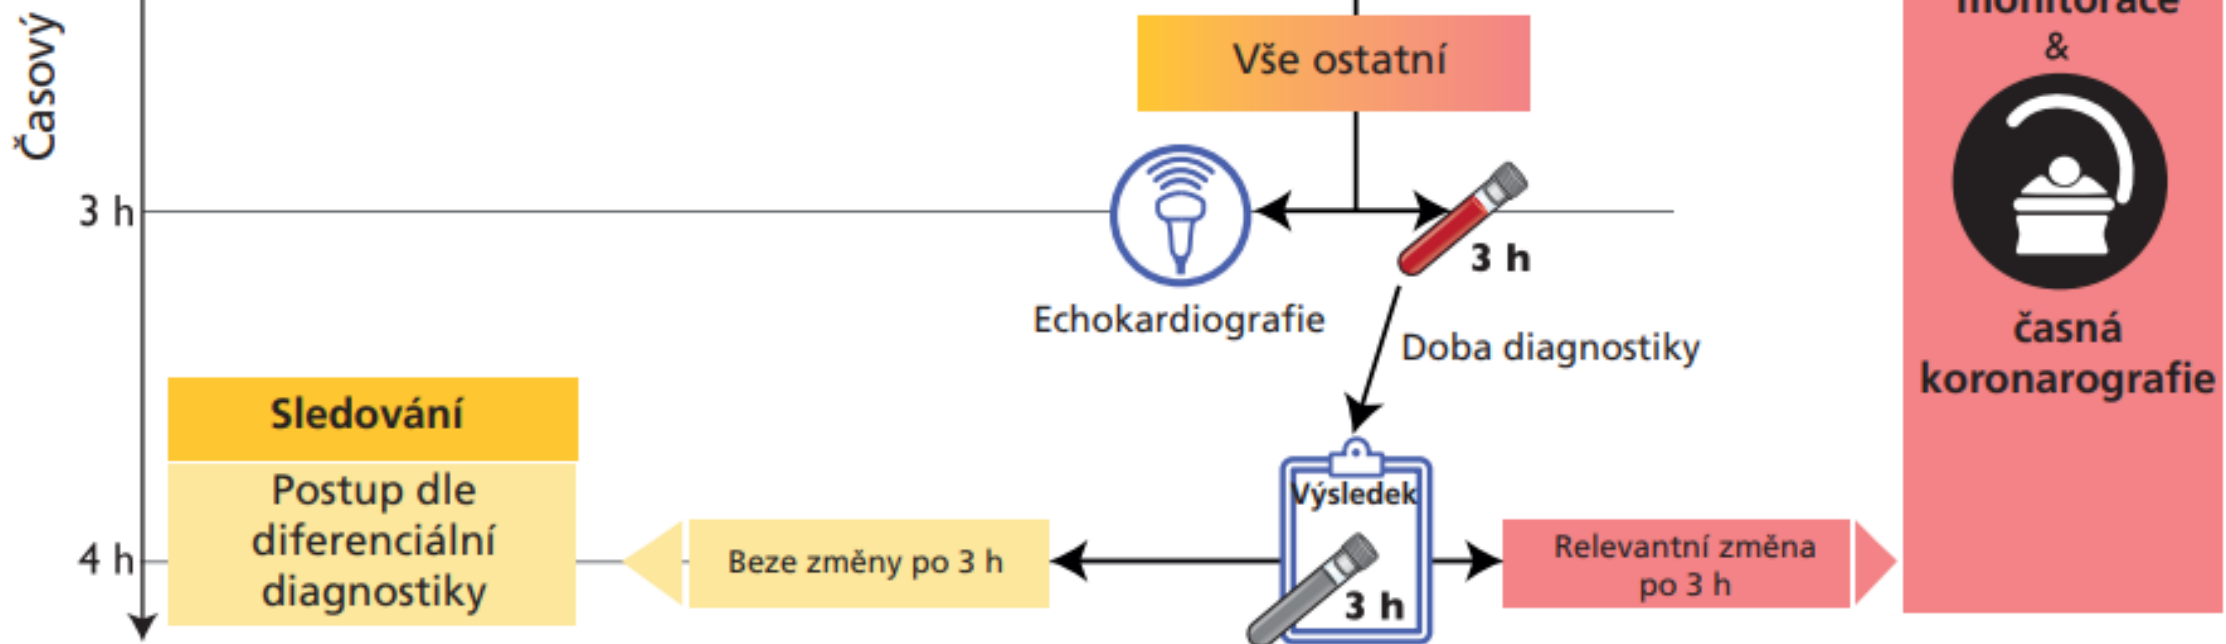 Časový
monitorace
&
Vše ostatní
3 h
3 h
Echokardiografie
Doba diagnostiky
časná
koronarografie
Sledování
Postup dle
diferenciální
diagnostiky
4 h
Beze změny po 3 h
Výsledek
3 h
Relevantní změna
po 3 h